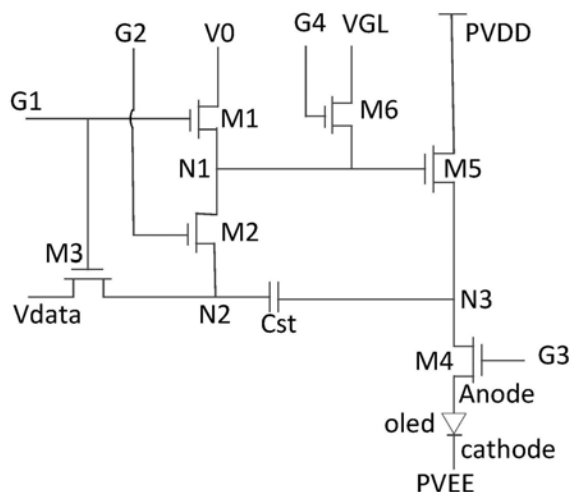 G2 V0 G4 VGL PVDD
G1 M1 M6
N1 M5
M2
M3
Vdata N2 Cst N3
M4 G3
Anode
oled
cathode
PVEE